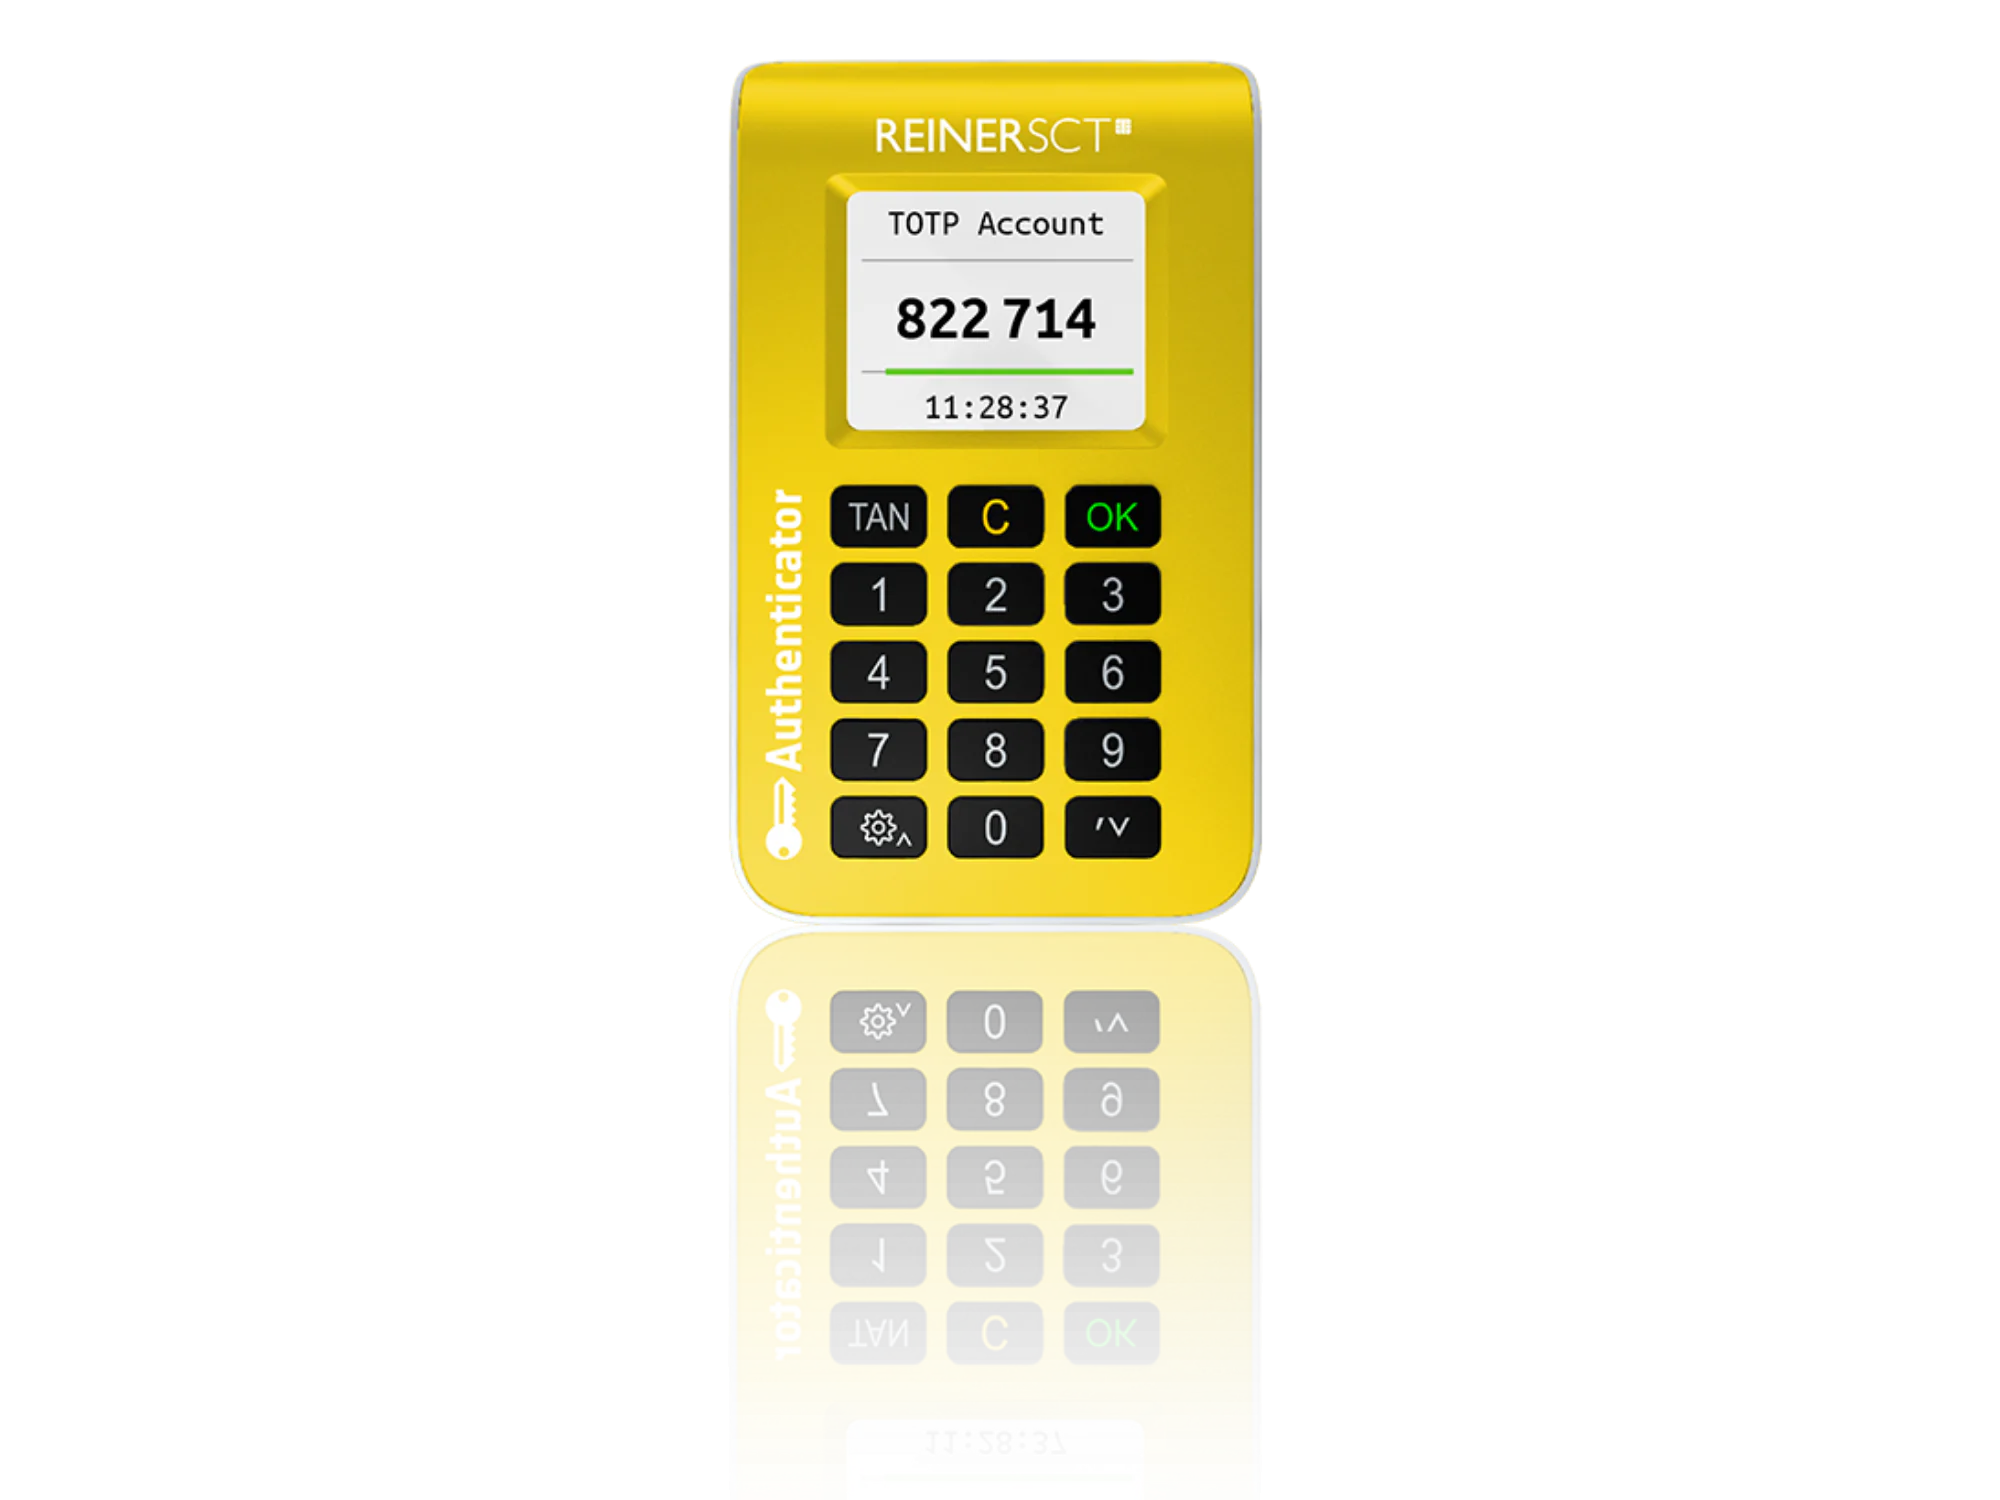 REINERSCT
TOTP Account
822 714
11:28:37
Authenticator
TAN C OK
1 2 3
4 5 6
7 8 9
0